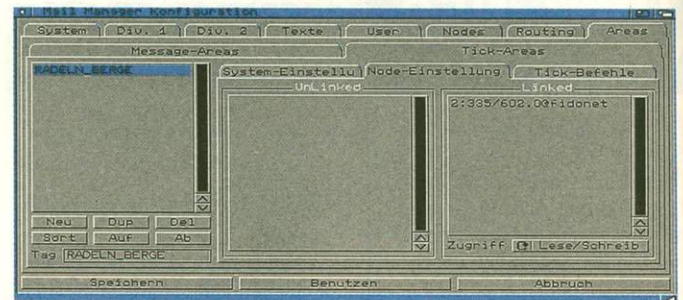 Mail Manager Konfiguration
System Div. 1 Div. 2 Texte User Nodes Routing Areas
Message-Areas Tick-Areas
RADELN_BERGE
System-Einstellu Node-Einstellung Tick-Befehle
UnLinked Linked
2:335/602.0@fidonet
Neu Dup Del
Sort Auf Ab
Zugriff Lese/Schreib
Tag RADELN_BERGE
Speichern Benutzen Abbruch